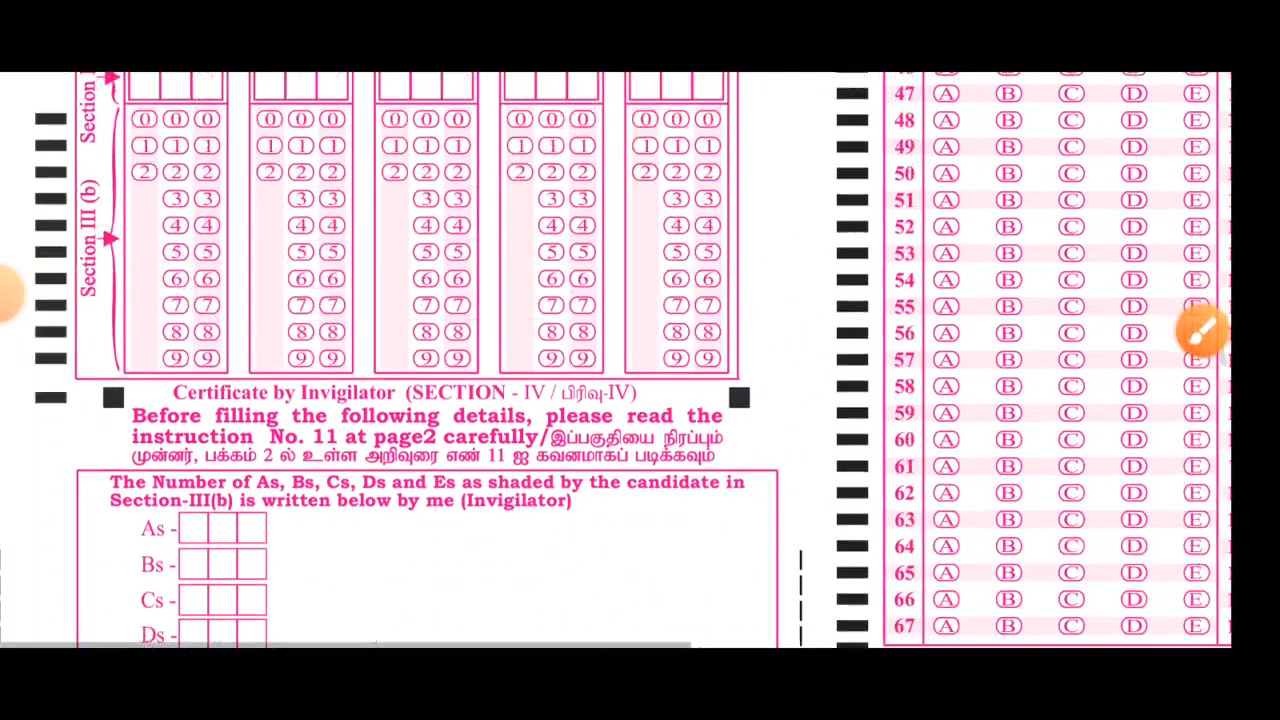 Section
Section III (b)
0 0 0 0 0 0 0 0 0 0 0 0 0 0 0
1 1 1 1 1 1 1 1 1 1 1 1 1 1 1
2 2 2 2 2 2 2 2 2 2 2 2 2 2 2
3 3 3 3 3 3 3 3 3 3
4 4 4 4 4 4 4 4 4 4
5 5 5 5 5 5 5 5 5 5
6 6 6 6 6 6 6 6 6 6
7 7 7 7 7 7 7 7 7 7
8 8 8 8 8 8 8 8 8 8
9 9 9 9 9 9 9 9 9 9
Certificate by Invigilator (SECTION - IV / பிரிவு-IV)
Before filling the following details, please read the
instruction No. 11 at page2 carefully/இப்பகுதியை நிரப்பும்
முன்னர், பக்கம் 2 ல் உள்ள அறிவுரை எண் 11 ஐ கவனமாகப் படிக்கவும்
The Number of As, Bs, Cs, Ds and Es as shaded by the candidate in
Section-III(b) is written below by me (Invigilator)
As -
Bs -
Cs -
Ds -
47 A B C D E
48 A B C D E
49 A B C D E
50 A B C D E
51 A B C D E
52 A B C D E
53 A B C D E
54 A B C D E
55 A B C D E
56 A B C D
57 A B C D E
58 A B C D E
59 A B C D E
60 A B C D E
61 A B C D E
62 A B C D E
63 A B C D E
64 A B C D E
65 A B C D E
66 A B C D E
67 A B C D E